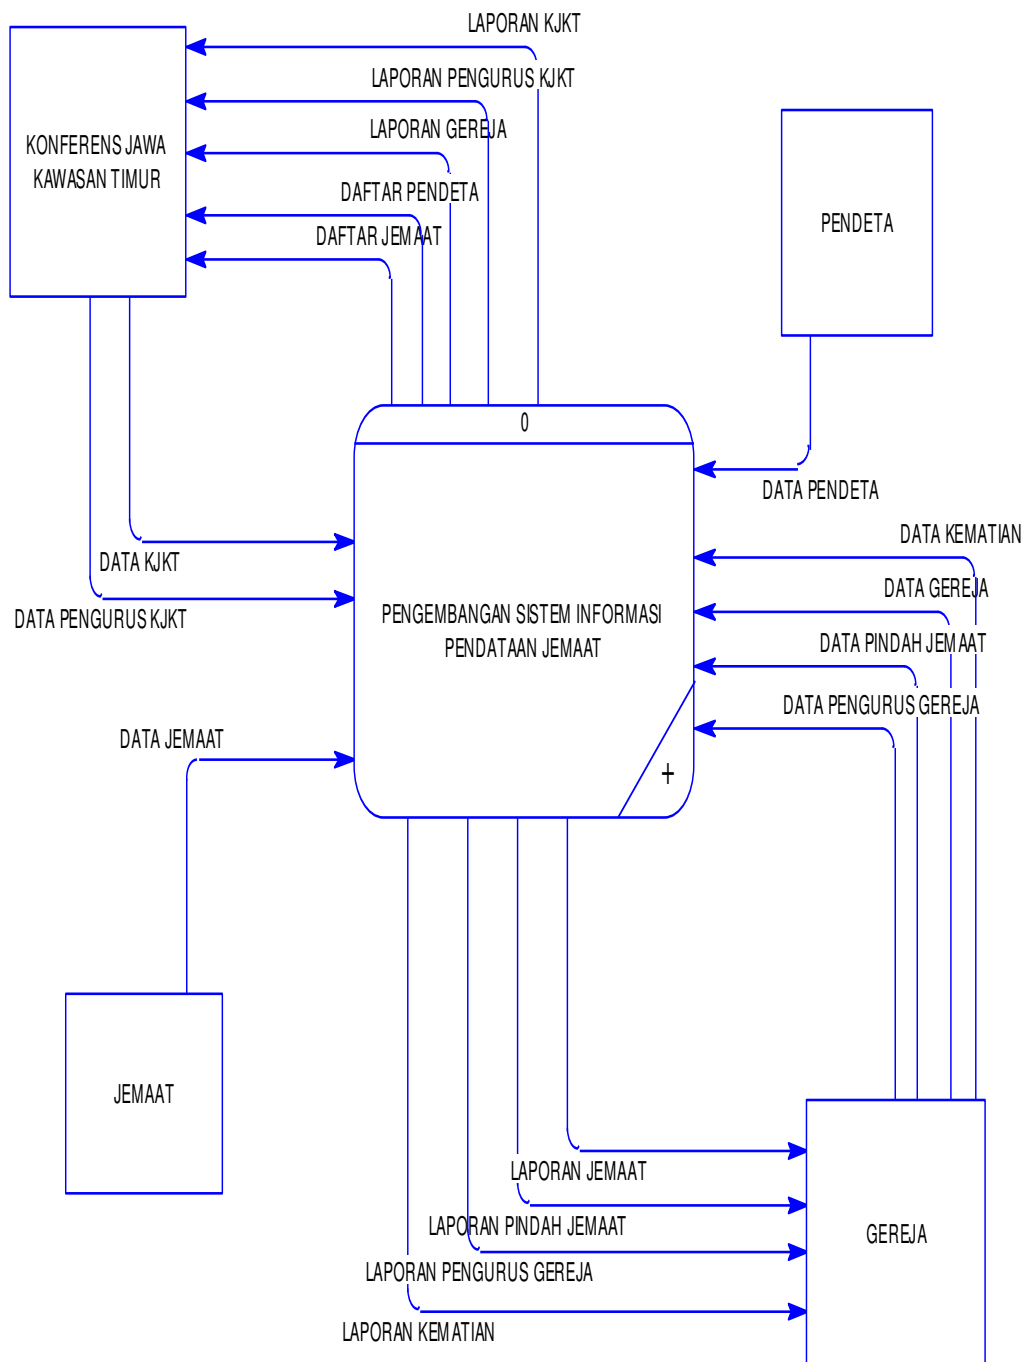 LAPORAN KJKT
LAPORAN PENGURUS KJKT
LAPORAN GEREJA
DAFTAR PENDETA
DAFTAR JEMAAT
KONFERENS JAWA
KAWASAN TIMUR
PENDETA
0
DATA PENDETA
DATA KEMATIAN
DATA GEREJA
DATA PINDAH JEMAAT
DATA PENGURUS GEREJA
DATA KJKT
DATA PENGURUS KJKT
PENGEMBANGAN SISTEM INFORMASI
PENDATAAN JEMAAT
DATA JEMAAT
+
JEMAAT
LAPORAN JEMAAT
LAPORAN PINDAH JEMAAT
LAPORAN PENGURUS GEREJA
LAPORAN KEMATIAN
GEREJA